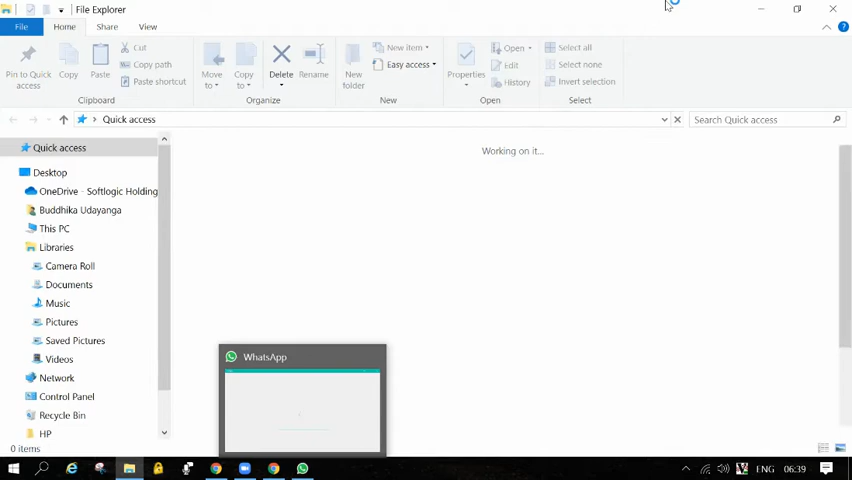 File Explorer
File
Home
Share
View
Pin to Quick access
Copy
Paste
Cut
Copy path
Paste shortcut
Clipboard
Move to
Copy to
Delete
Rename
Organize
New folder
New item
Easy access
New
Properties
Open
Edit
History
Open
Select all
Select none
Invert selection
Select
Quick access
Search Quick access
Quick access
Working on it...
Desktop
OneDrive - Softlogic Holding
Buddhika Udayanga
This PC
Libraries
Camera Roll
Documents
Music
Pictures
Saved Pictures
Videos
Network
Control Panel
Recycle Bin
HP
WhatsApp
0 items
ENG
06:39